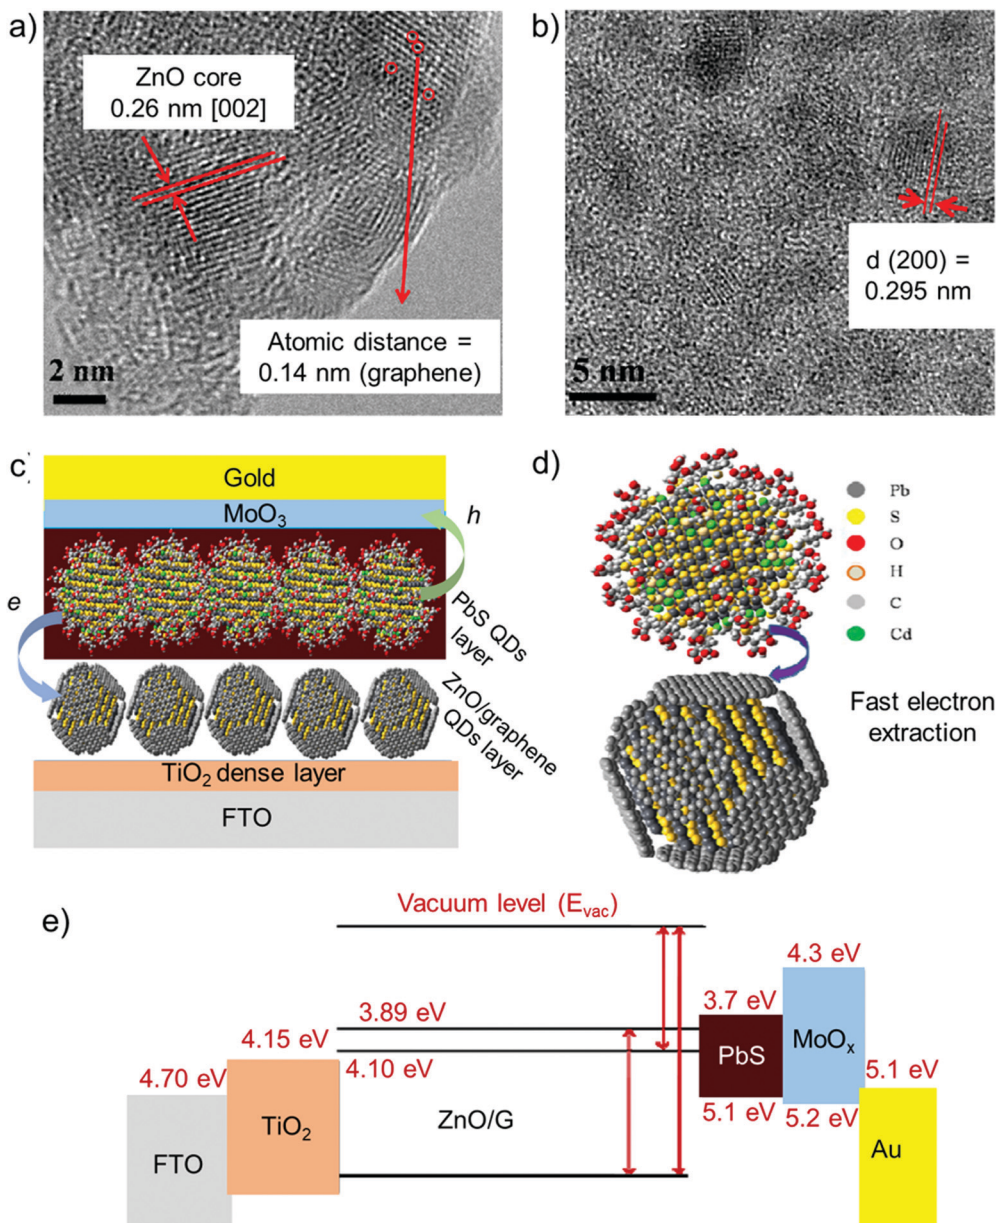 a)
ZnO core
0.26 nm [002]
Atomic distance =
0.14 nm (graphene)
2 nm
b)
d (200) =
0.295 nm
5 nm
c)
Gold
MoO₃
h
e
PbS QDs
layer
ZnO/graphene
QDs layer
TiO₂ dense layer
FTO
d)
Pb
S
O
H
C
Cd
Fast electron
extraction
e)
Vacuum level (Eᵥₐc)
4.3 eV
3.89 eV
3.7 eV
4.15 eV
MoOₓ
PbS
4.70 eV
4.10 eV
5.1 eV
5.1 eV
5.2 eV
TiO₂
ZnO/G
FTO
Au